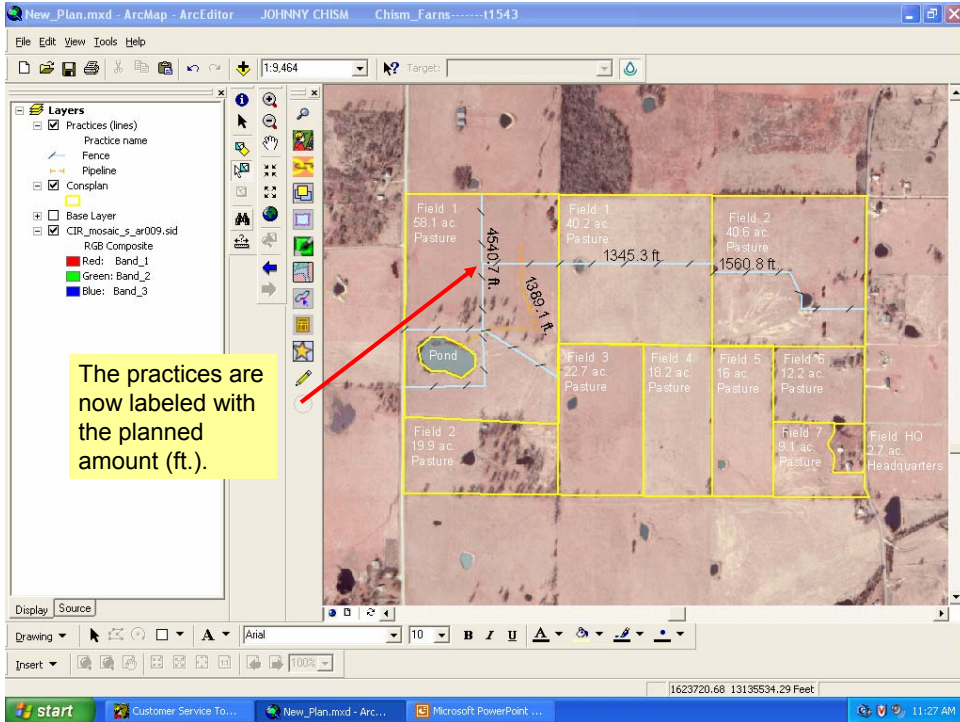 New_Plan.mxd - ArcMap - ArcEditor JOHNNY CHISM Chism_Farns-------t1543
File Edit View Tools Help
1:9,464 Target:
Layers
Practices (lines)
Practice name
Fence
Pipeline
Consplan
Base Layer
CIR_mosaic_s_ar009.sid
RGB Composite
Red: Band_1
Green: Band_2
Blue: Band_3
The practices are
now labeled with
the planned
amount (ft.).
Field 1
58.1 ac.
Pasture
Field 1
40.2 ac.
Pasture
Field 2
40.6 ac.
Pasture
4540.7 ft.
1389.1 ft.
1345.3 ft.
1560.8 ft.
Pond
Field 3
22.7 ac.
Pasture
Field 4
18.2 ac.
Pasture
Field 5
16 ac.
Pasture
Field 6
12.2 ac.
Pasture
Field 2
19.9 ac.
Pasture
Field 7
9.1 ac.
Pasture
Field HQ
2.7 ac.
Headquarters
Display Source
Drawing A Arial 10 B I U A
Insert 100%
1623720.68 13135534.29 Feet
start Customer Service To... New_Plan.mxd - Arc... Microsoft PowerPoint ... 11:27 AM